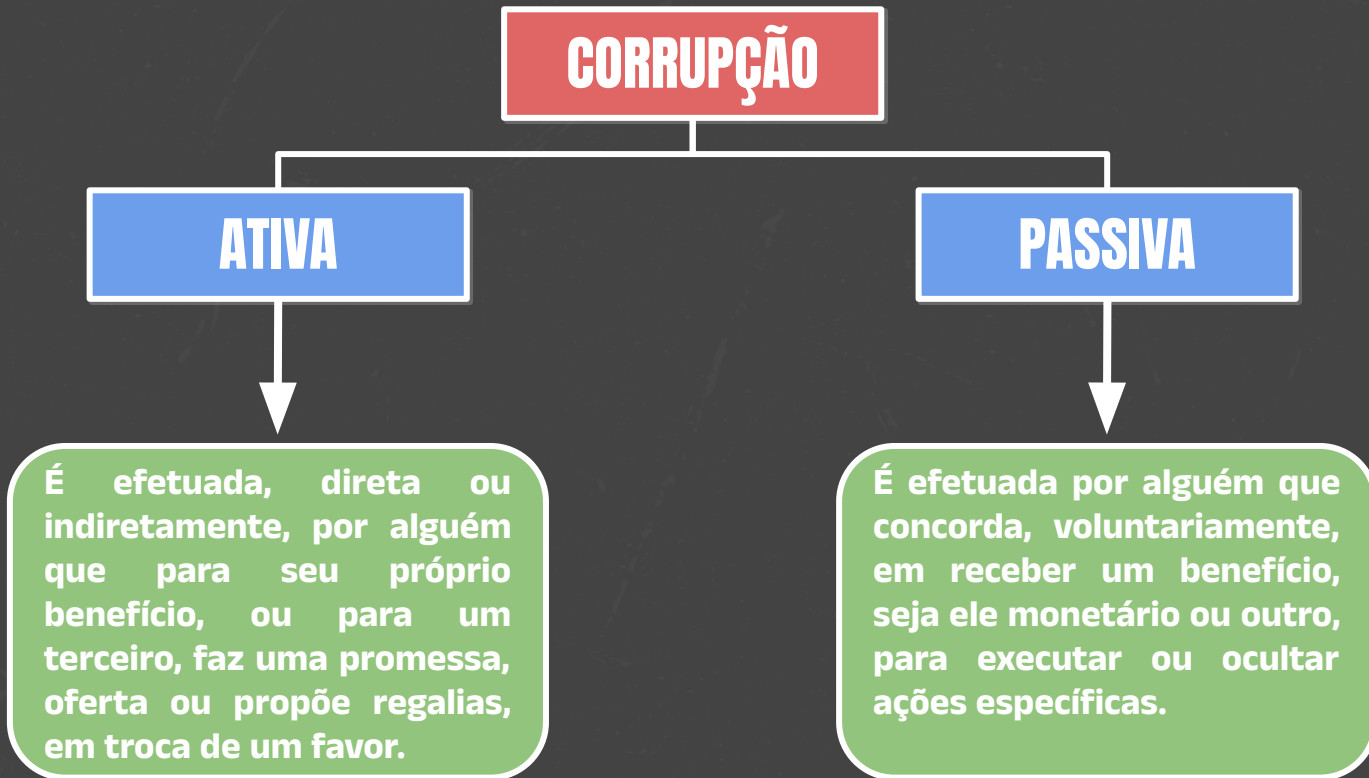 CORRUPÇÃO
ATIVA
PASSIVA
É efetuada, direta ou
indiretamente, por alguém
que para seu próprio
benefício, ou para um
terceiro, faz uma promessa,
oferta ou propõe regalias,
em troca de um favor.
É efetuada por alguém que
concorda, voluntariamente,
em receber um benefício,
seja ele monetário ou outro,
para executar ou ocultar
ações específicas.